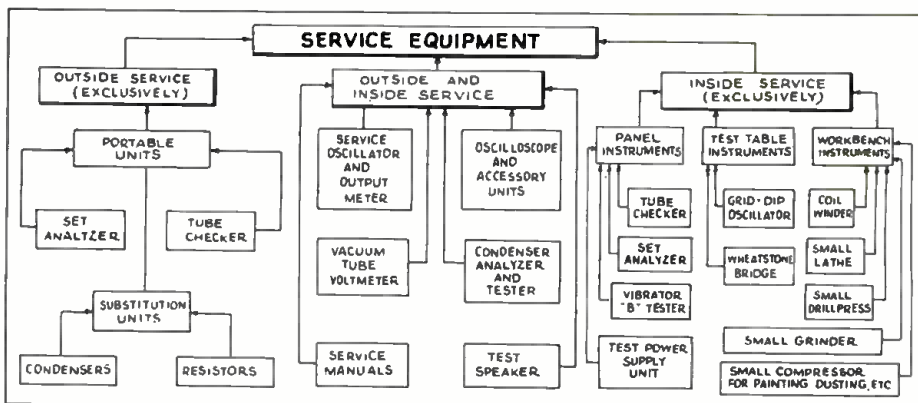 SERVICE EQUIPMENT
OUTSIDE SERVICE
(EXCLUSIVELY)
OUTSIDE AND
INSIDE SERVICE
INSIDE SERVICE
(EXCLUSIVELY)
PORTABLE
UNITS
SERVICE
OSCILLATOR
AND
OUTPUT
METER
OSCILLOSCOPE
AND
ACCESSORY
UNITS
PANEL
INSTRUMENTS
TEST TABLE
INSTRUMENTS
WORKBENCH
INSTRUMENTS
SET
ANALTZER
TUBE
CHECKER
TUBE
CHECKER
GRID-DIP
OSCILLATOR
COIL
WINDER
VACUUM
TUBE
VOLTMETER
CONDENSER
ANALYZER
AND
TESTER
SET
ANALYZER
WHEATSTONE
BRIDGE
SMALL
LATHE
SUBSTITUTION
UNITS
VIBRATOR
"B" TESTER
SMALL
DRILLPRESS
CONDENSERS
RESISTORS
SERVICE
MANUALS
TEST
SPEAKER
TEST POWER
SUPPLY
UNIT
SMALL GRINDER
SMALL COMPRESSOR
FOR PAINTING DUSTING, ETC